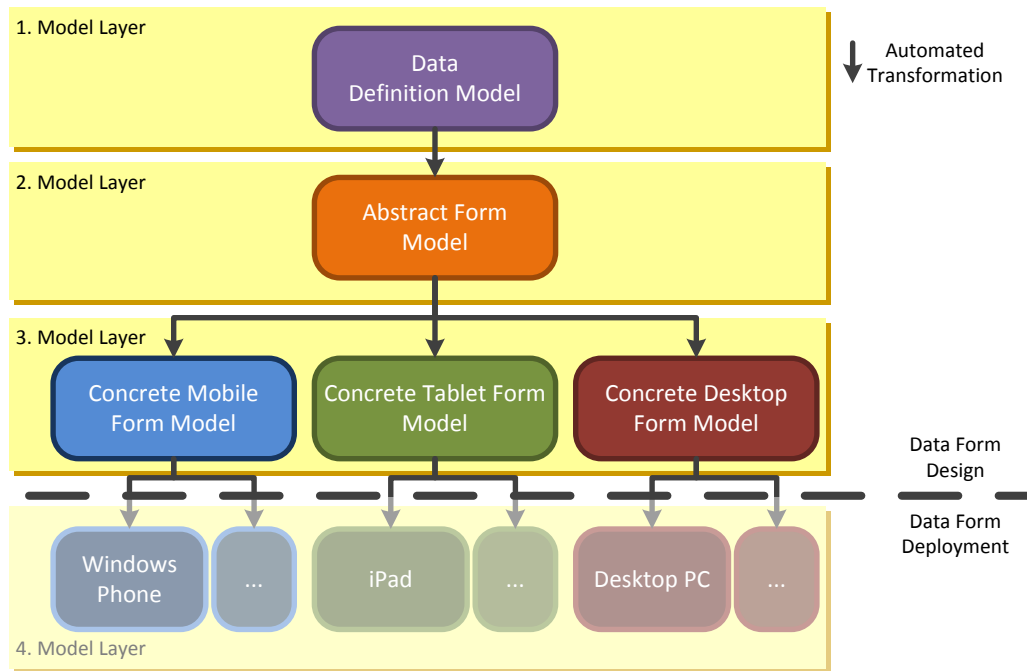 1. Model Layer
Data
Definition Model
Automated
Transformation
2. Model Layer
Abstract Form
Model
3. Model Layer
Concrete Mobile
Form Model
Concrete Tablet Form
Model
Concrete Desktop
Form Model
Data Form
Design
Data Form
Deployment
Windows
Phone
...
iPad
...
Desktop PC
...
4. Model Layer